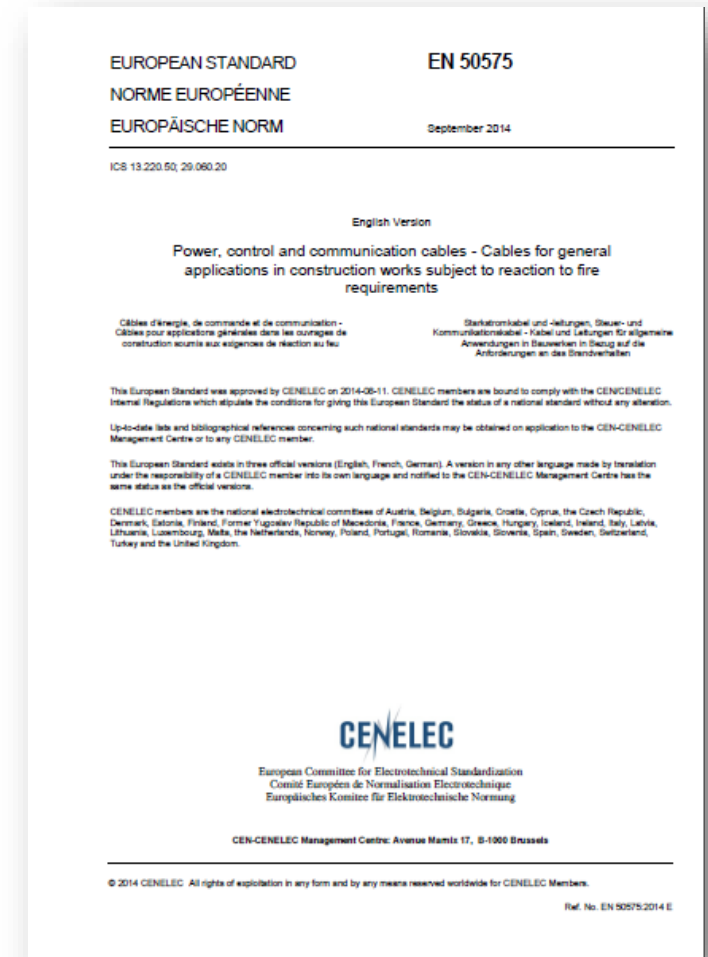 EUROPEAN STANDARD
EN 50575
NORME EUROPÉENNE
EUROPÄISCHE NORM
September 2014
ICS 13.220.50; 29.060.20
English Version
Power, control and communication cables - Cables for general
applications in construction works subject to reaction to fire
requirements
Câbles d'énergie, de commande et de communication -
Câbles pour applications générales dans les ouvrages de
construction soumis aux exigences de réaction au feu
Starkstromkabel und -leitungen, Steuer- und
Kommunikationskabel - Kabel und Leitungen für allgemeine
Anwendungen in Bauwerken in Bezug auf die
Anforderungen an das Brandverhalten
This European Standard was approved by CENELEC on 2014-08-11. CENELEC members are bound to comply with the CEN/CENELEC
Internal Regulations which stipulate the conditions for giving this European Standard the status of a national standard without any alteration.
Up-to-date lists and bibliographical references concerning such national standards may be obtained on application to the CEN-CENELEC
Management Centre or to any CENELEC member.
This European Standard exists in three official versions (English, French, German). A version in any other language made by translation
under the responsibility of a CENELEC member into its own language and notified to the CEN-CENELEC Management Centre has the
same status as the official versions.
CENELEC members are the national electrotechnical committees of Austria, Belgium, Bulgaria, Croatia, Cyprus, the Czech Republic,
Denmark, Estonia, Finland, Former Yugoslav Republic of Macedonia, France, Germany, Greece, Hungary, Iceland, Ireland, Italy, Latvia,
Lithuania, Luxembourg, Malta, the Netherlands, Norway, Poland, Portugal, Romania, Slovakia, Slovenia, Spain, Sweden, Switzerland,
Turkey and the United Kingdom.
CENELEC
European Committee for Electrotechnical Standardization
Comité Européen de Normalisation Electrotechnique
Europäisches Komitee für Elektrotechnische Normung
CEN-CENELEC Management Centre: Avenue Marnix 17, B-1000 Brussels
© 2014 CENELEC All rights of exploitation in any form and by any means reserved worldwide for CENELEC Members.
Ref. No. EN 50575:2014 E